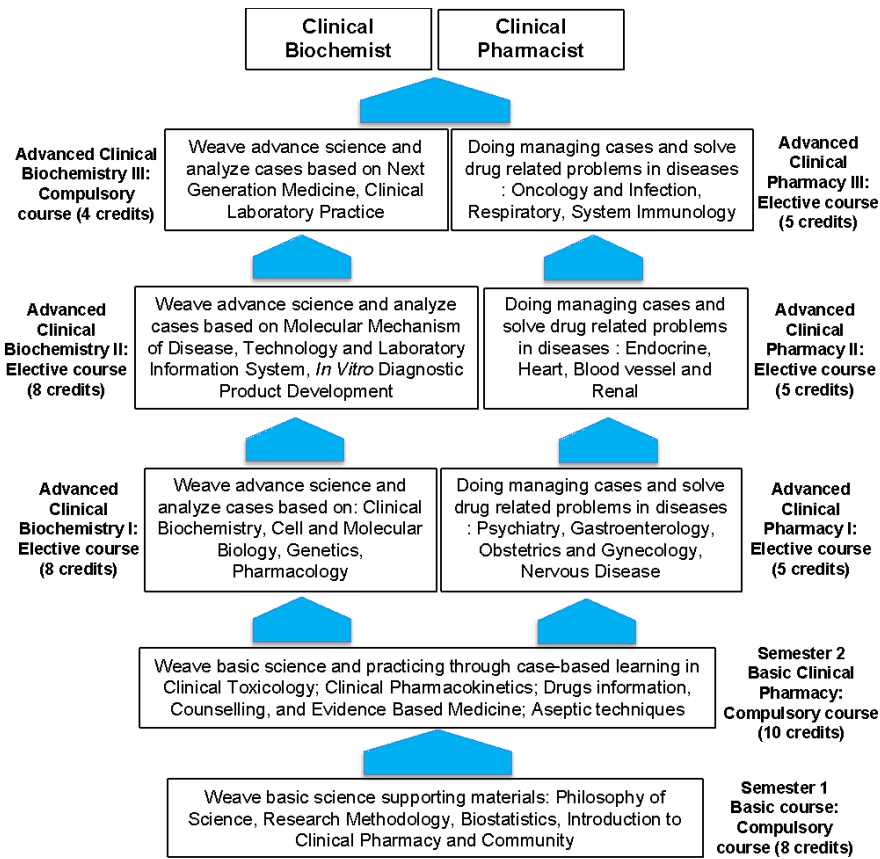 Clinical
Biochemist
Clinical
Pharmacist
Advanced Clinical
Biochemistry III:
Compulsory
course (4 credits)
Weave advance science and
analyze cases based on Next
Generation Medicine, Clinical
Laboratory Practice
Doing managing cases and solve
drug related problems in diseases
: Oncology and Infection,
Respiratory, System Immunology
Advanced
Clinical
Pharmacy III:
Elective course
(5 credits)
Advanced
Clinical
Biochemistry II:
Elective course
(8 credits)
Weave advance science and analyze
cases based on Molecular Mechanism
of Disease, Technology and Laboratory
Information System, In Vitro Diagnostic
Product Development
Doing managing cases and
solve drug related problems
in diseases : Endocrine,
Heart, Blood vessel and
Renal
Advanced
Clinical
Pharmacy II:
Elective course
(5 credits)
Advanced
Clinical
Biochemistry I:
Elective course
(8 credits)
Weave advance science and
analyze cases based on: Clinical
Biochemistry, Cell and Molecular
Biology, Genetics,
Pharmacology
Doing managing cases and solve
drug related problems in diseases
: Psychiatry, Gastroenterology,
Obstetrics and Gynecology,
Nervous Disease
Advanced
Clinical
Pharmacy I:
Elective course
(5 credits)
Weave basic science and practicing through case-based learning in
Clinical Toxicology; Clinical Pharmacokinetics; Drugs information,
Counselling, and Evidence Based Medicine; Aseptic techniques
Semester 2
Basic Clinical
Pharmacy:
Compulsory course
(10 credits)
Weave basic science supporting materials: Philosophy of
Science, Research Methodology, Biostatistics, Introduction to
Clinical Pharmacy and Community
Semester 1
Basic course:
Compulsory
course (8 credits)